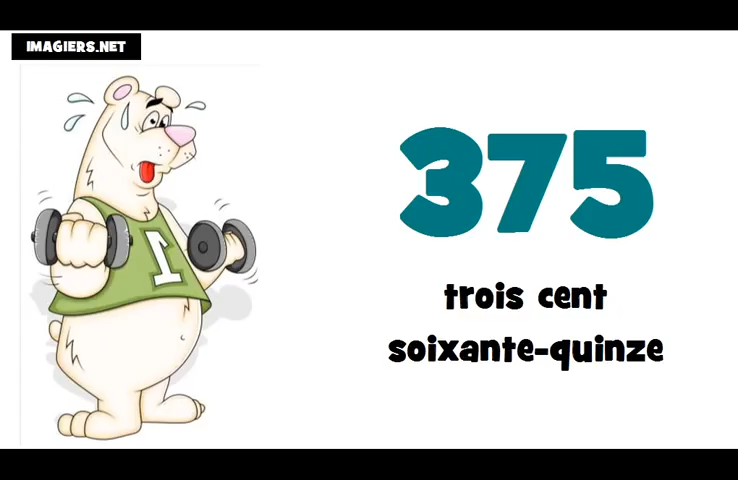 IMAGIERS.NET
375
trois cent
soixante-quinze
1